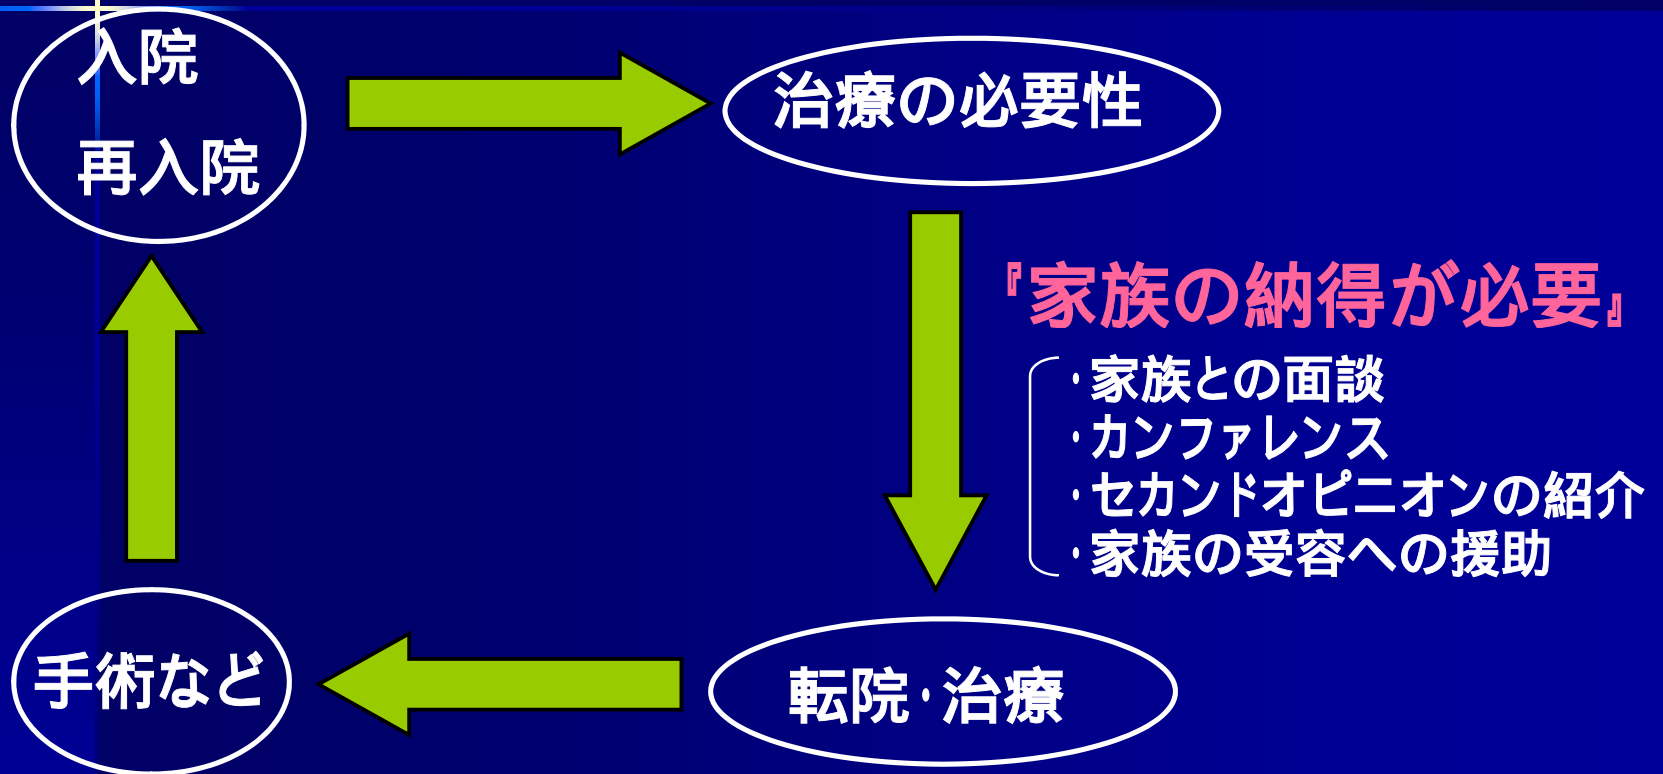 入院
再入院
治療の必要性
『家族の納得が必要』
・家族との面談
・カンファレンス
・セカンドオピニオンの紹介
・家族の受容への援助
転院・治療
手術など